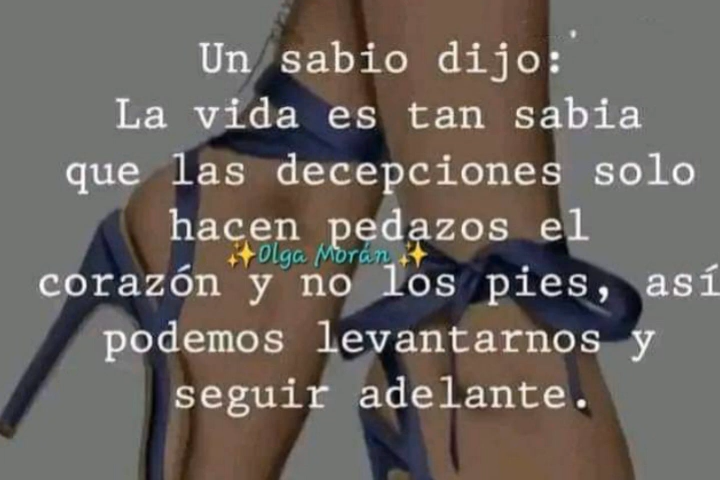 Un sabio dijo:
La vida es tan sabia
que las decepciones solo
hacen pedazos el
✨Olga Morán✨
corazón y no los pies, así
podemos levantarnos y
seguir adelante.